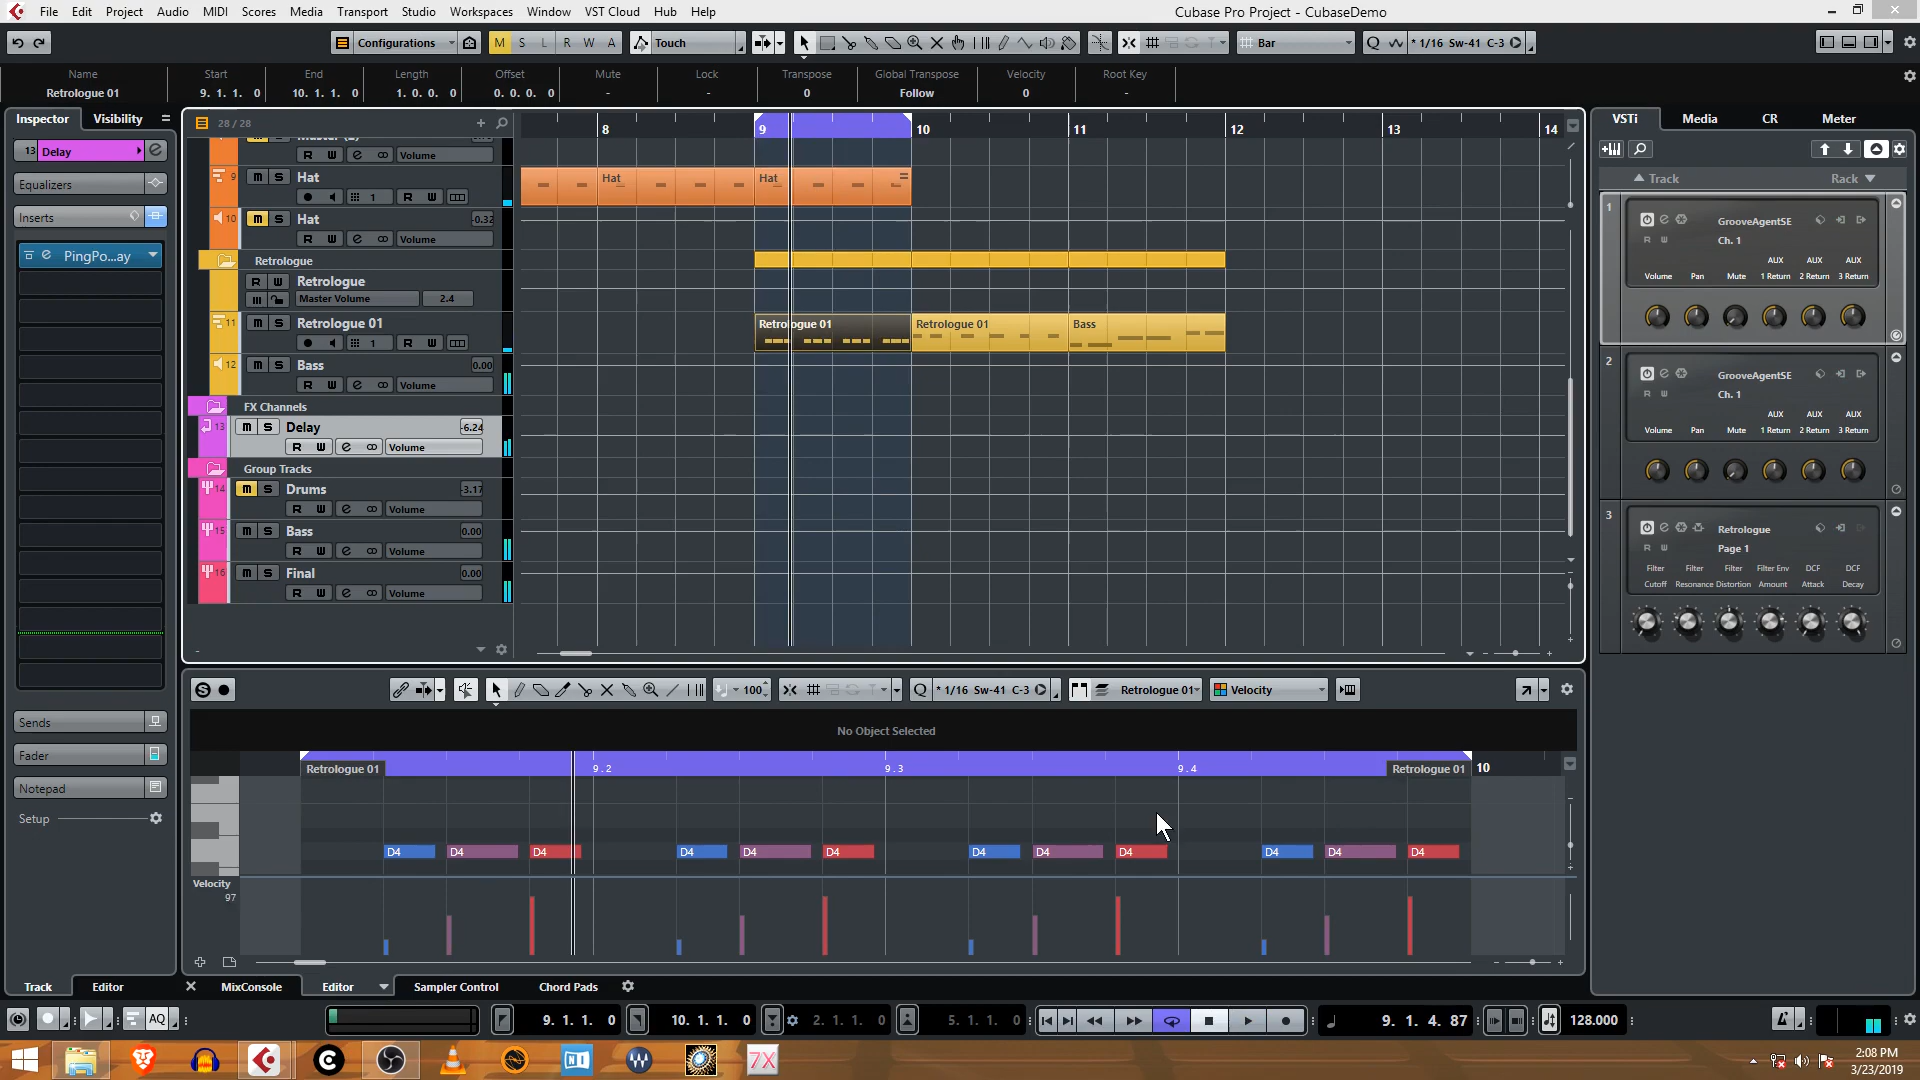 File Edit Project Audio MIDI Scores Media Transport Studio Workspaces Window VST Cloud Hub Help
Cubase Pro Project - CubaseDemo
Configurations M S L R W A Touch Bar Q * 1/16 Sw-41 C-3
Name Start End Length Offset Mute Lock Transpose Global Transpose Velocity Root Key
Retrologue 01 9. 1. 1. 0 10. 1. 1. 0 1. 0. 0. 0 0. 0. 0. 0 - - 0 Follow 0 -
Inspector Visibility
13 Delay
Equalizers
Inserts
PingPo...ay
Sends
Fader
Notepad
Setup
Track Editor
28 / 28
8 9 10 11 12 13 14
R W e Volume
9 m S Hat
1 R W
Hat Hat
10 m S Hat -0.32
R W e Volume
Retrologue
R W Retrologue
Master Volume 2.4
11 m S Retrologue 01
1 R W
Retrologue 01 Retrologue 01 Bass
12 m S Bass 0.00
R W e Volume
FX Channels
13 m S Delay -6.24
R W e Volume
Group Tracks
14 m S Drums -3.17
R W e Volume
15 m S Bass 0.00
R W e Volume
16 m S Final 0.00
R W e Volume
VSTi Media CR Meter
Track Rack
1 GrooveAgentSE
R W Ch. 1
AUX AUX AUX
Volume Pan Mute 1 Return 2 Return 3 Return
2 GrooveAgentSE
R W Ch. 1
AUX AUX AUX
Volume Pan Mute 1 Return 2 Return 3 Return
3 Retrologue
R W Page 1
Filter Filter Filter Filter Env DCF DCF
Cutoff Resonance Distortion Amount Attack Decay
S 100 Q * 1/16 Sw-41 C-3 Retrologue 01 Velocity
No Object Selected
Retrologue 01 9.2 9.3 9.4 Retrologue 01 10
D4 D4 D4 D4 D4 D4 D4 D4 D4 D4 D4 D4
Velocity
97
MixConsole Editor Sampler Control Chord Pads
AQ 9. 1. 1. 0 10. 1. 1. 0 2. 1. 1. 0 5. 1. 1. 0 9. 1. 4. 87 128.000
NI W 7X
2:08 PM
3/23/2019